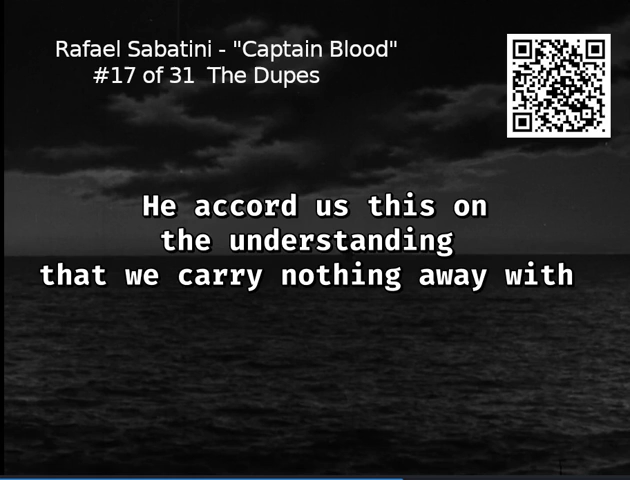 Rafael Sabatini - "Captain Blood"
#17 of 31 The Dupes
He accord us this on
the understanding
that we carry nothing away with